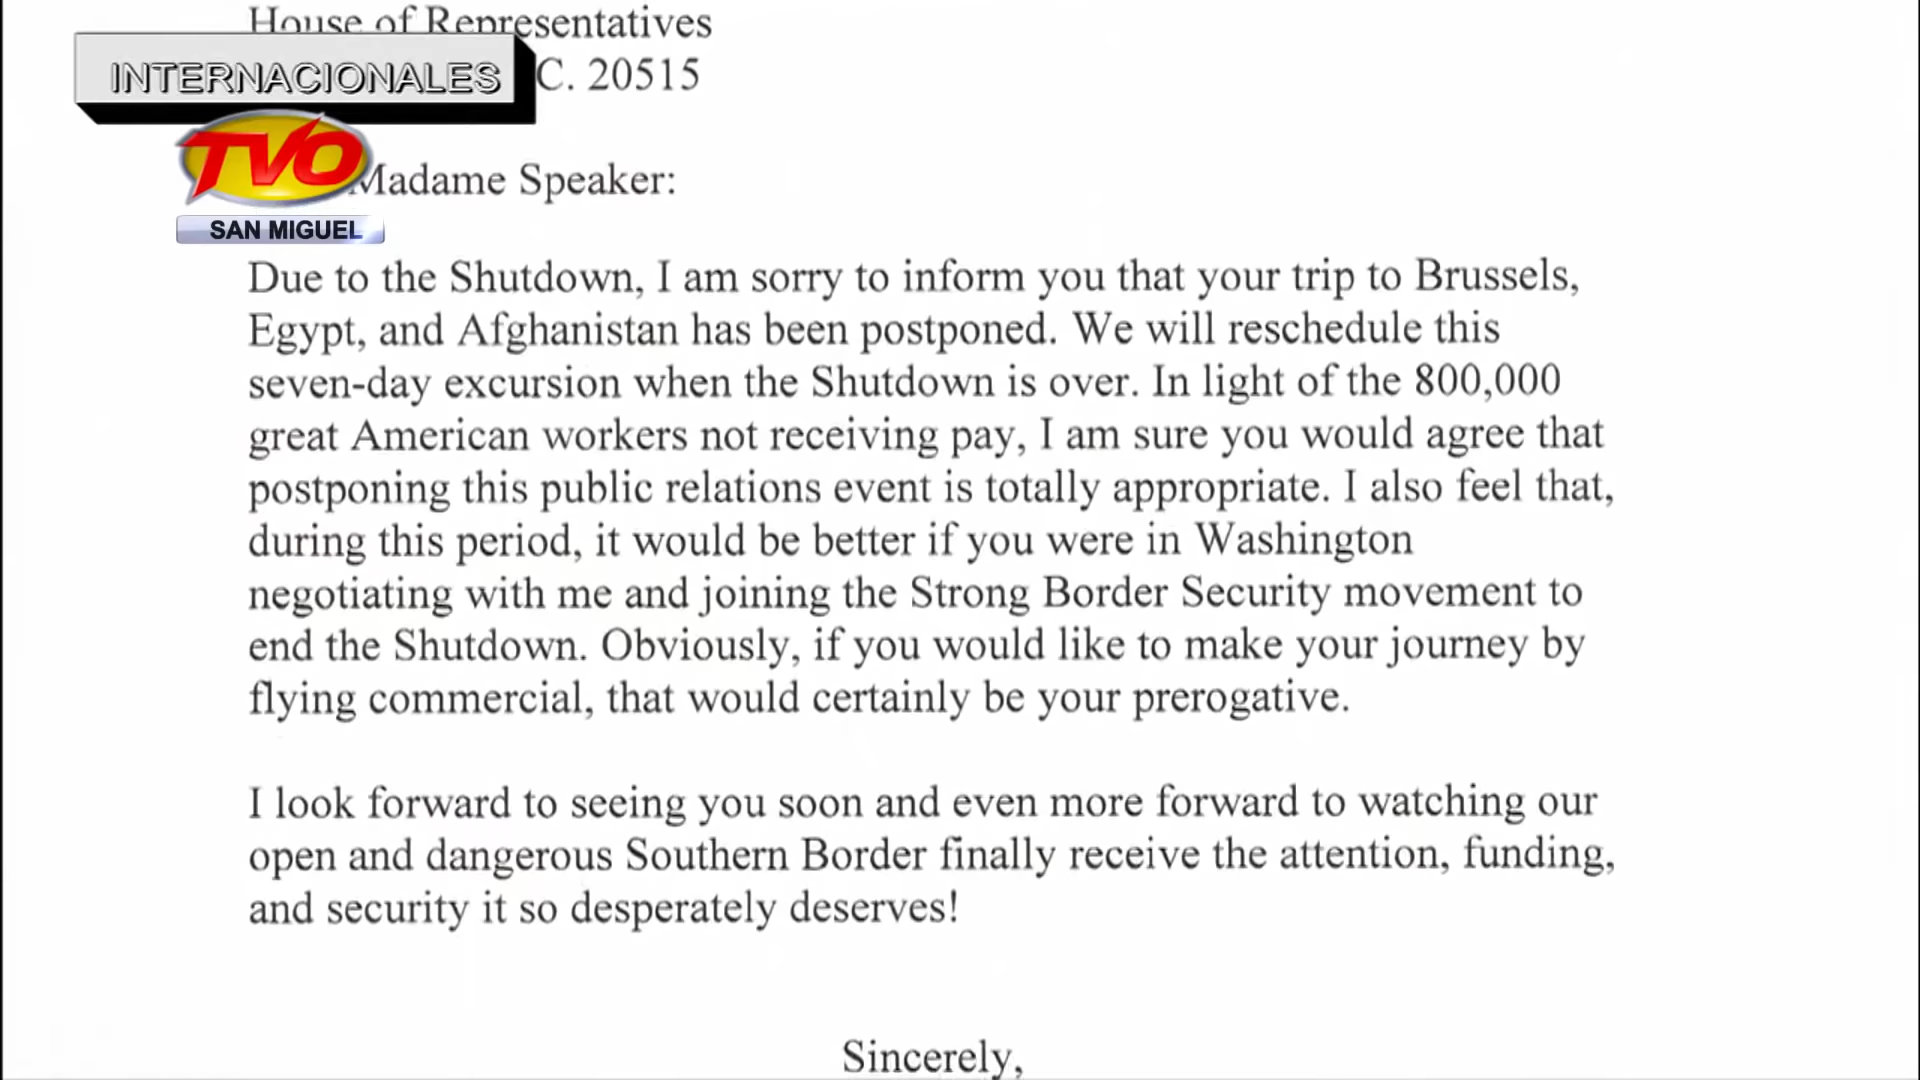 House of Representatives
INTERNACIONALES
C. 20515
TVO
Madame Speaker:
SAN MIGUEL
Due to the Shutdown, I am sorry to inform you that your trip to Brussels,
Egypt, and Afghanistan has been postponed. We will reschedule this
seven-day excursion when the Shutdown is over. In light of the 800,000
great American workers not receiving pay, I am sure you would agree that
postponing this public relations event is totally appropriate. I also feel that,
during this period, it would be better if you were in Washington
negotiating with me and joining the Strong Border Security movement to
end the Shutdown. Obviously, if you would like to make your journey by
flying commercial, that would certainly be your prerogative.
I look forward to seeing you soon and even more forward to watching our
open and dangerous Southern Border finally receive the attention, funding,
and security it so desperately deserves!
Sincerely,